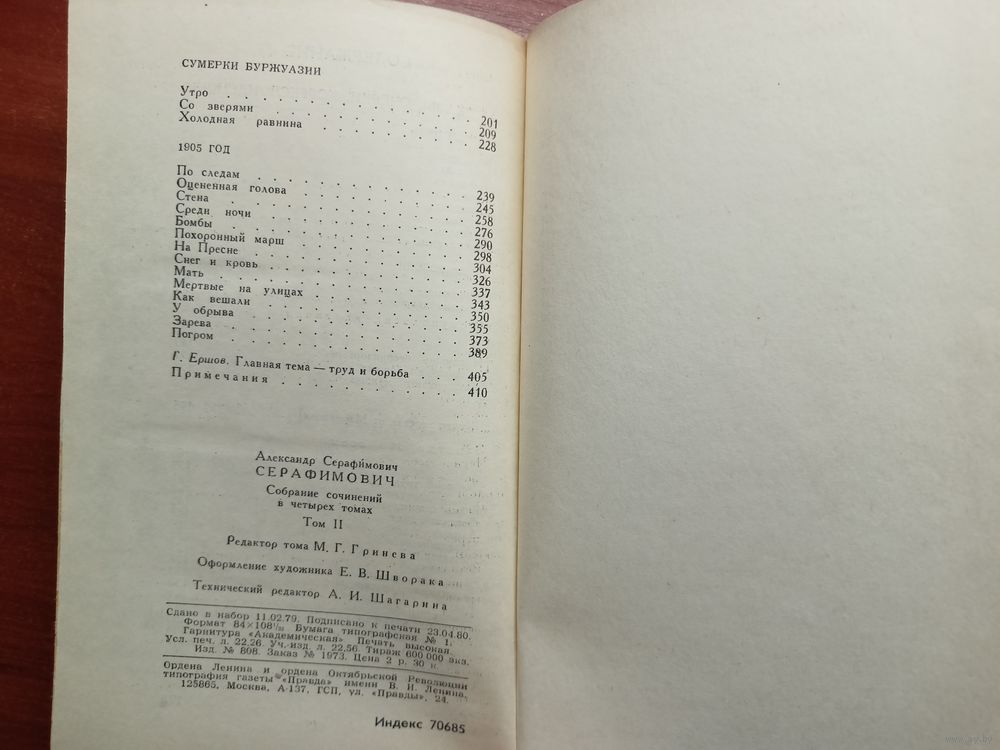 СУМЕРКИ БУРЖУАЗИИ
Утро . . . . . . . . . . . . 201
Со зверями . . . . . . . . . . 209
Холодная равнина . . . . . . . . 228
1905 ГОД
По следам . . . . . . . . . . 239
Оцененная голова . . . . . . . . 245
Стена . . . . . . . . . . . . 258
Среди ночи . . . . . . . . . . 276
Бомбы . . . . . . . . . . . . 290
Похоронный марш . . . . . . . . 298
На Пресне . . . . . . . . . . 304
Снег и кровь . . . . . . . . . 326
Мать . . . . . . . . . . . . 337
Мертвые на улицах . . . . . . . 343
Как вешали . . . . . . . . . . 350
У обрыва . . . . . . . . . . 355
Зарева . . . . . . . . . . . 373
Погром . . . . . . . . . . . 389
Г. Ершов. Главная тема — труд и борьба . . . 405
Примечания . . . . . . . . . . 410
Александр Серафимович
СЕРАФИМОВИЧ
Собрание сочинений
в четырех томах
Том II
Редактор тома М. Г. Гринева
Оформление художника Е. В. Шворака
Технический редактор А. И. Шагарина
Сдано в набор 11.02.79. Подписано к печати 23.04.80.
Формат 84×108¹/₃₂ Бумага типографская № 1.
Гарнитура «Академическая» Печать высокая.
Усл. печ. л. 22,26. Уч.-изд. л. 22,56. Тираж 600 000 экз.
Изд. № 808. Заказ № 1973. Цена 2 р. 30 к.
Ордена Ленина и ордена Октябрьской Революции
типография газеты «Правда» имени В. И. Ленина,
125865, Москва, А-137, ГСП, ул. «Правды», 24.
Индекс 70685
www.ay.by